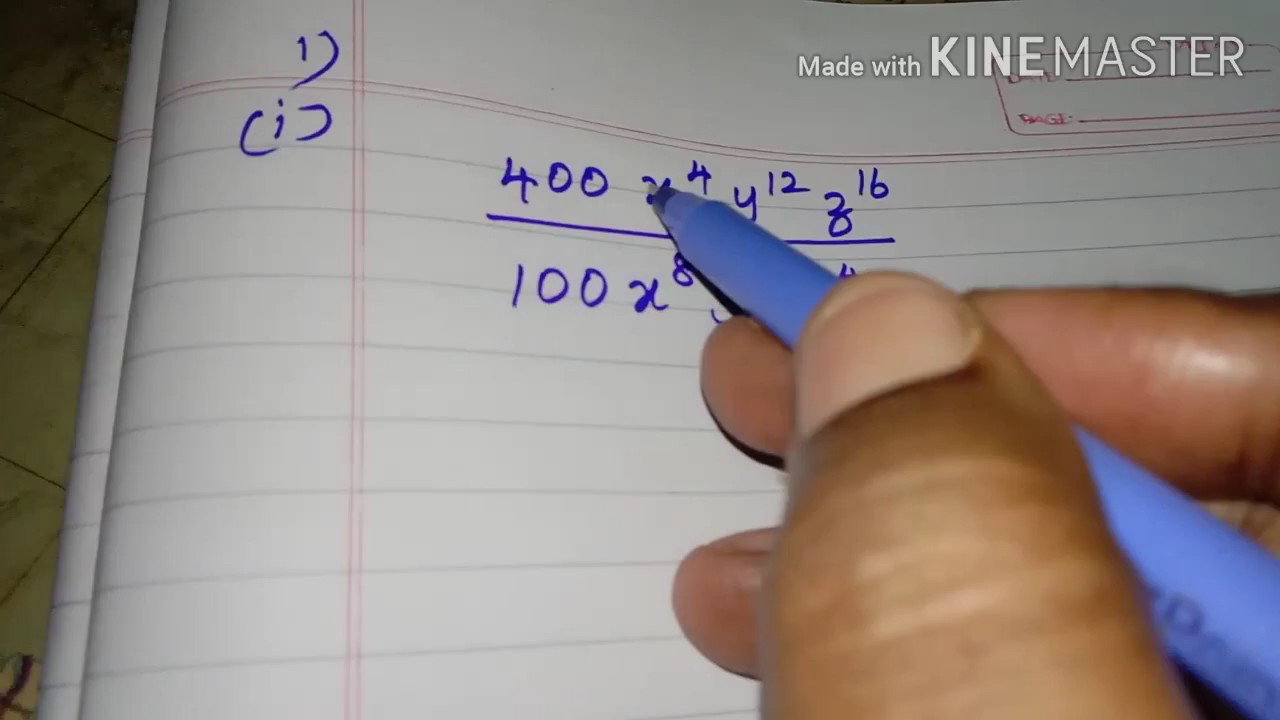 Made with KINEMASTER
1)
PAGE:
(i)
400 x⁴ y¹² z¹⁶
100 x⁸